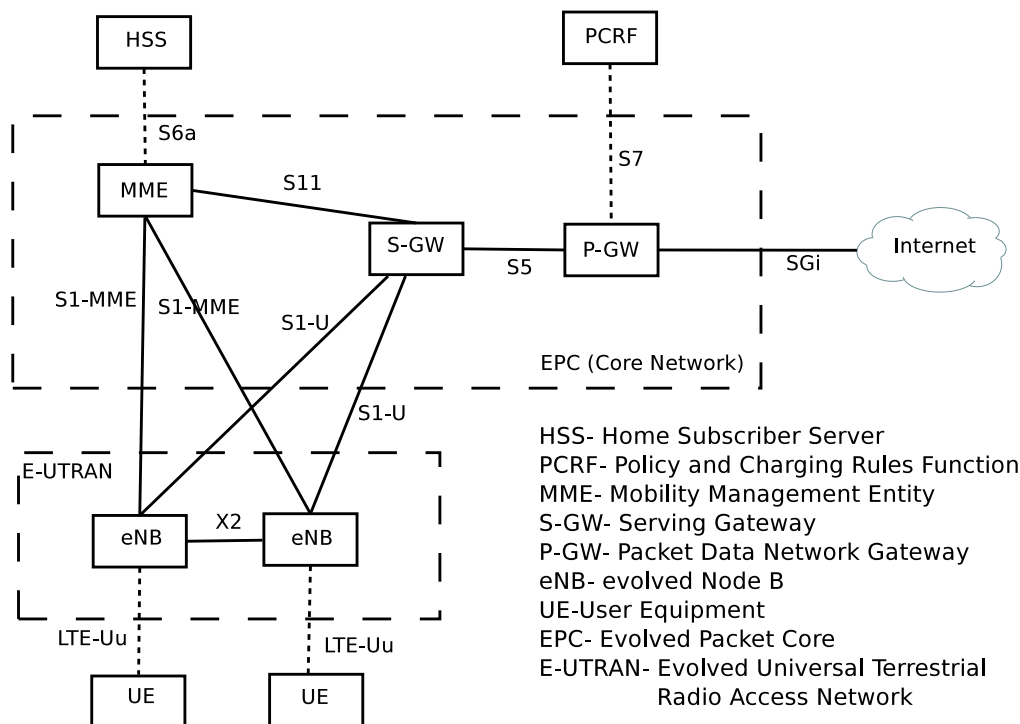 HSS
PCRF
S6a
S7
MME
S11
S-GW
P-GW
Internet
S5
SGi
S1-MME
S1-MME
S1-U
EPC (Core Network)
S1-U
E-UTRAN
X2
eNB
eNB
LTE-Uu
LTE-Uu
UE
UE
HSS- Home Subscriber Server
PCRF- Policy and Charging Rules Function
MME- Mobility Management Entity
S-GW- Serving Gateway
P-GW- Packet Data Network Gateway
eNB- evolved Node B
UE-User Equipment
EPC- Evolved Packet Core
E-UTRAN- Evolved Universal Terrestrial
Radio Access Network